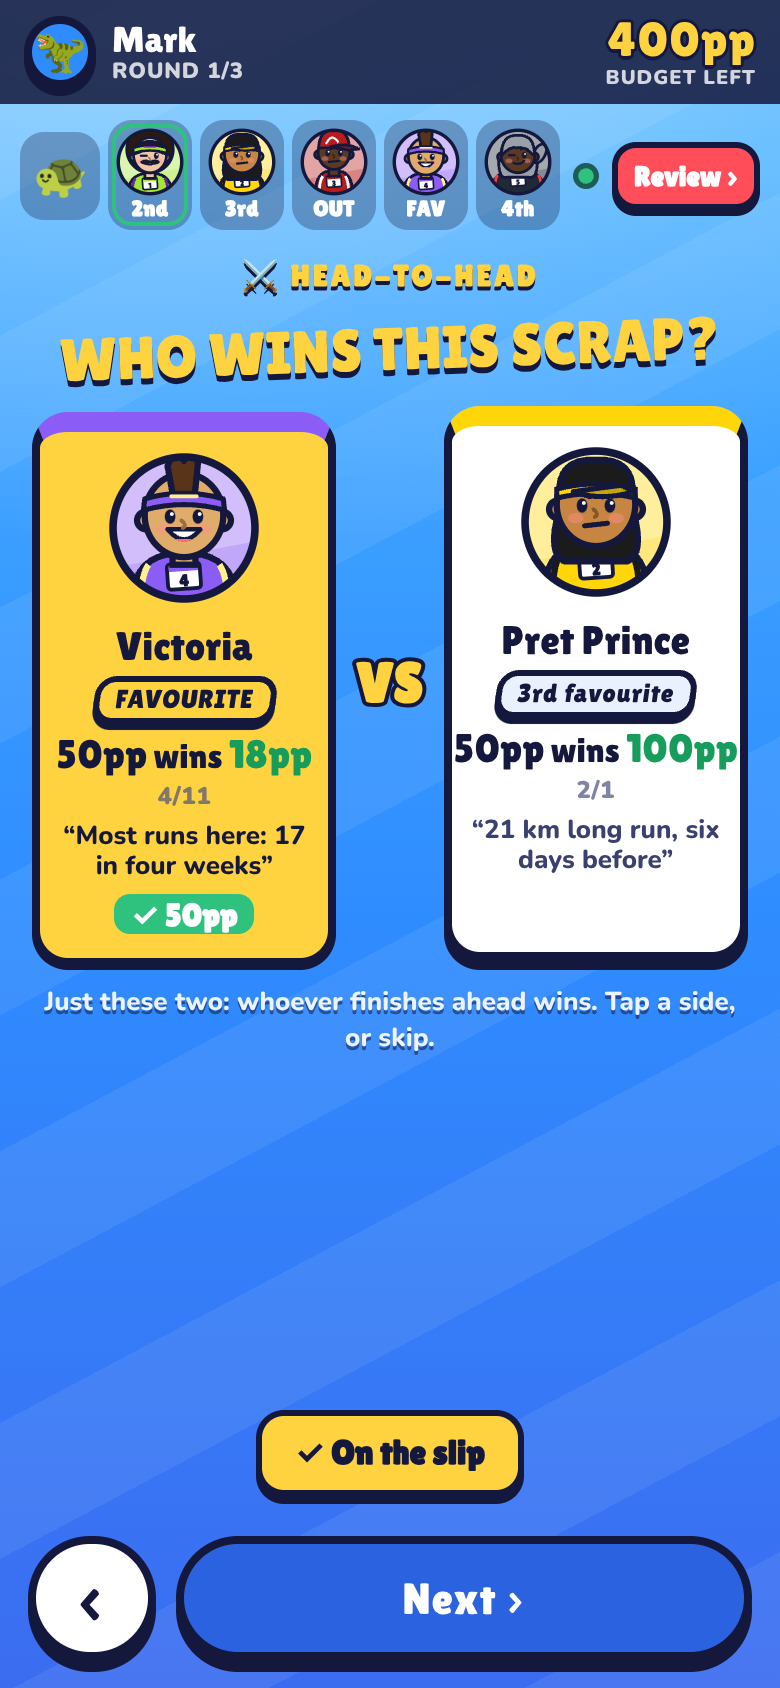 Mark
ROUND 1/3
400pp
BUDGET LEFT
2nd
3rd
OUT
FAV
4th
Review ›
HEAD-TO-HEAD
WHO WINS THIS SCRAP?
4
Victoria
FAVOURITE
50pp wins 18pp
4/11
“Most runs here: 17
in four weeks”
✓ 50pp
VS
2
Pret Prince
3rd favourite
50pp wins 100pp
2/1
“21 km long run, six
days before”
Just these two: whoever finishes ahead wins. Tap a side,
or skip.
✓ On the slip
‹
Next ›